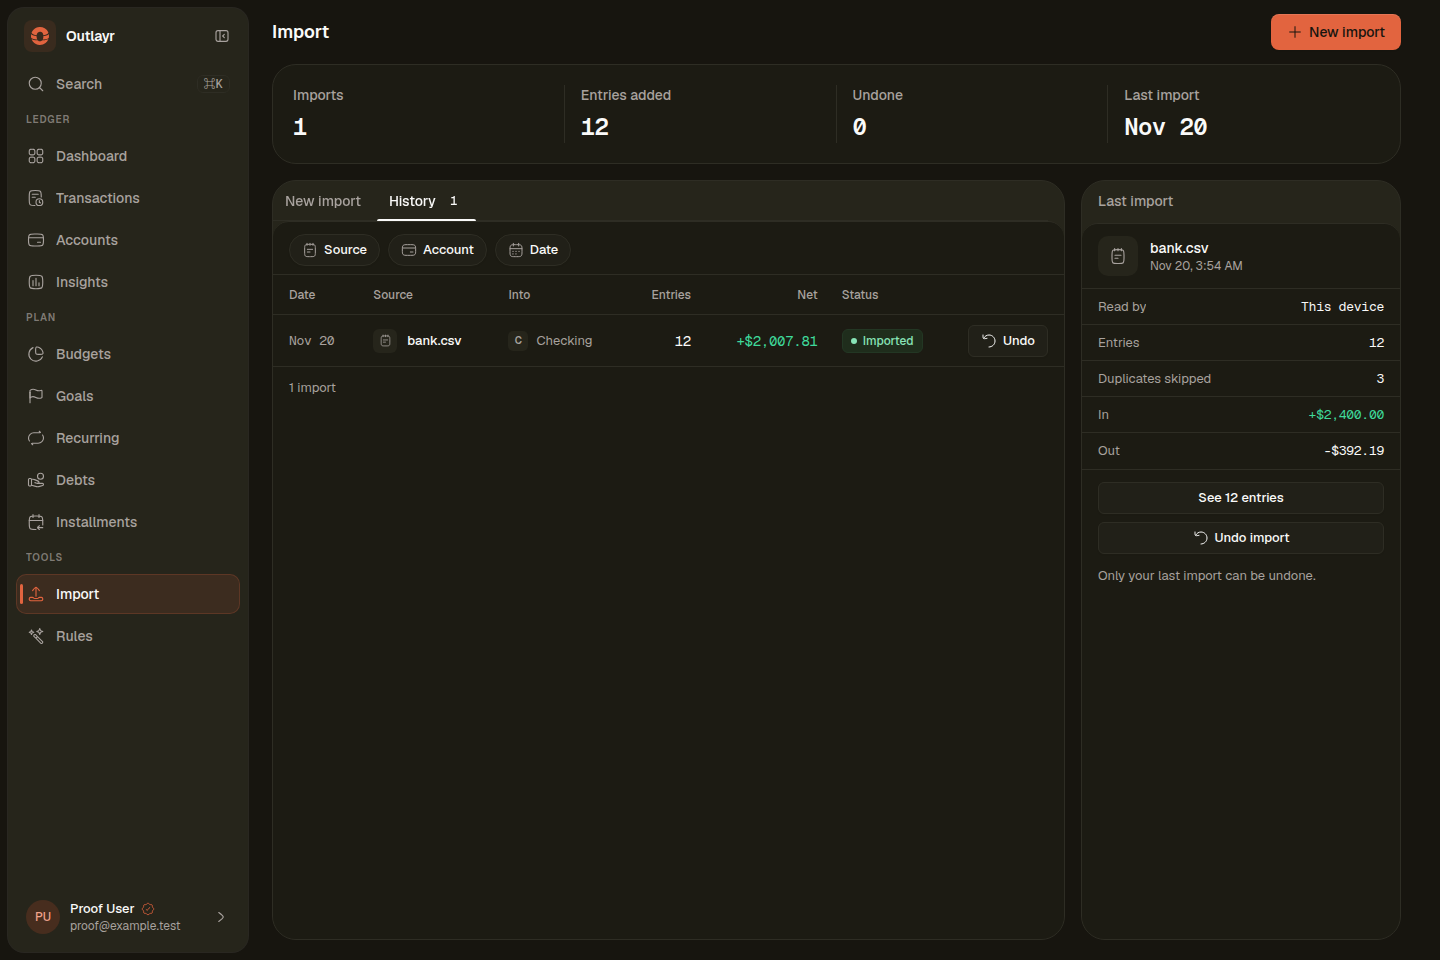 Outlayr
Search ⌘K
LEDGER
Dashboard
Transactions
Accounts
Insights
PLAN
Budgets
Goals
Recurring
Debts
Installments
TOOLS
Import
Rules
PU
Proof User
proof@example.test
Import
New import
Imports
1
Entries added
12
Undone
0
Last import
Nov 20
New import
History 1
Source
Account
Date
Date Source Into Entries Net Status
Nov 20 bank.csv C Checking 12 +$2,007.81 Imported Undo
1 import
Last import
bank.csv
Nov 20, 3:54 AM
Read by This device
Entries 12
Duplicates skipped 3
In +$2,400.00
Out -$392.19
See 12 entries
Undo import
Only your last import can be undone.